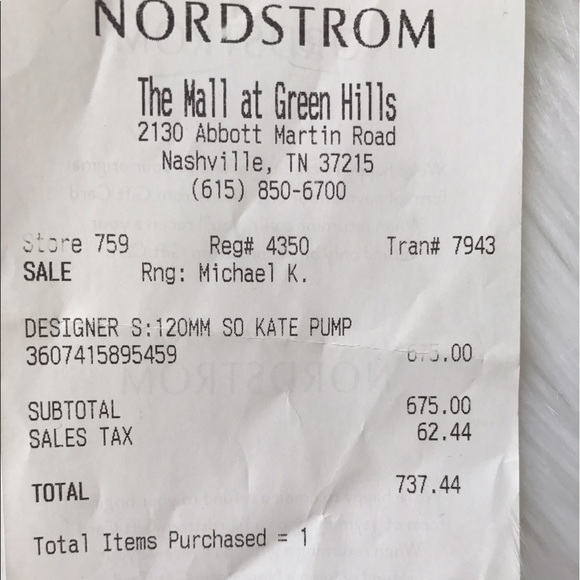 NORDSTROM
The Mall at Green Hills
2130 Abbott Martin Road
Nashville, TN 37215
(615) 850-6700
Store 759 Reg# 4350 Tran# 7943
SALE Rng: Michael K.
DESIGNER S:120MM SO KATE PUMP
3607415895459 675.00
SUBTOTAL 675.00
SALES TAX 62.44
TOTAL 737.44
Total Items Purchased = 1